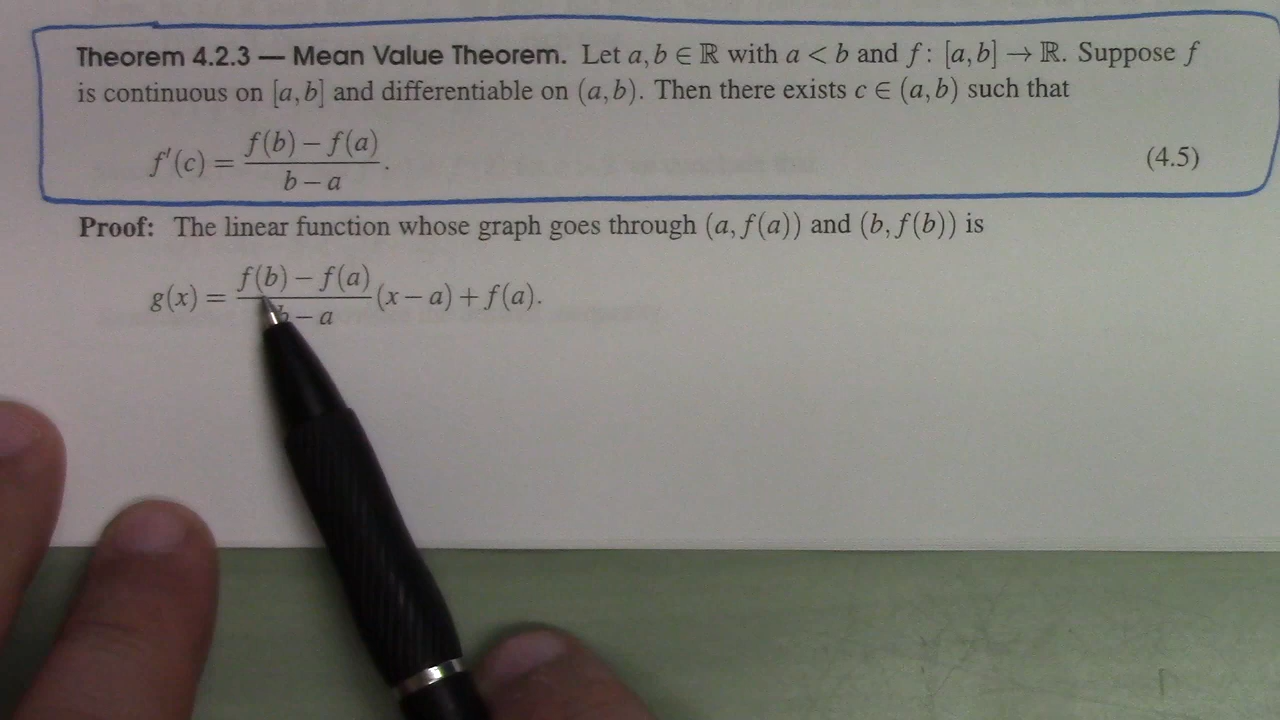 Theorem 4.2.3 — Mean Value Theorem. Let a, b ∈ ℝ with a < b and f : [a, b] → ℝ. Suppose f
is continuous on [a, b] and differentiable on (a, b). Then there exists c ∈ (a, b) such that
f′(c) = (f(b) − f(a))/(b − a). (4.5)
Proof: The linear function whose graph goes through (a, f(a)) and (b, f(b)) is
g(x) = (f(b) − f(a))/(b − a) (x − a) + f(a).